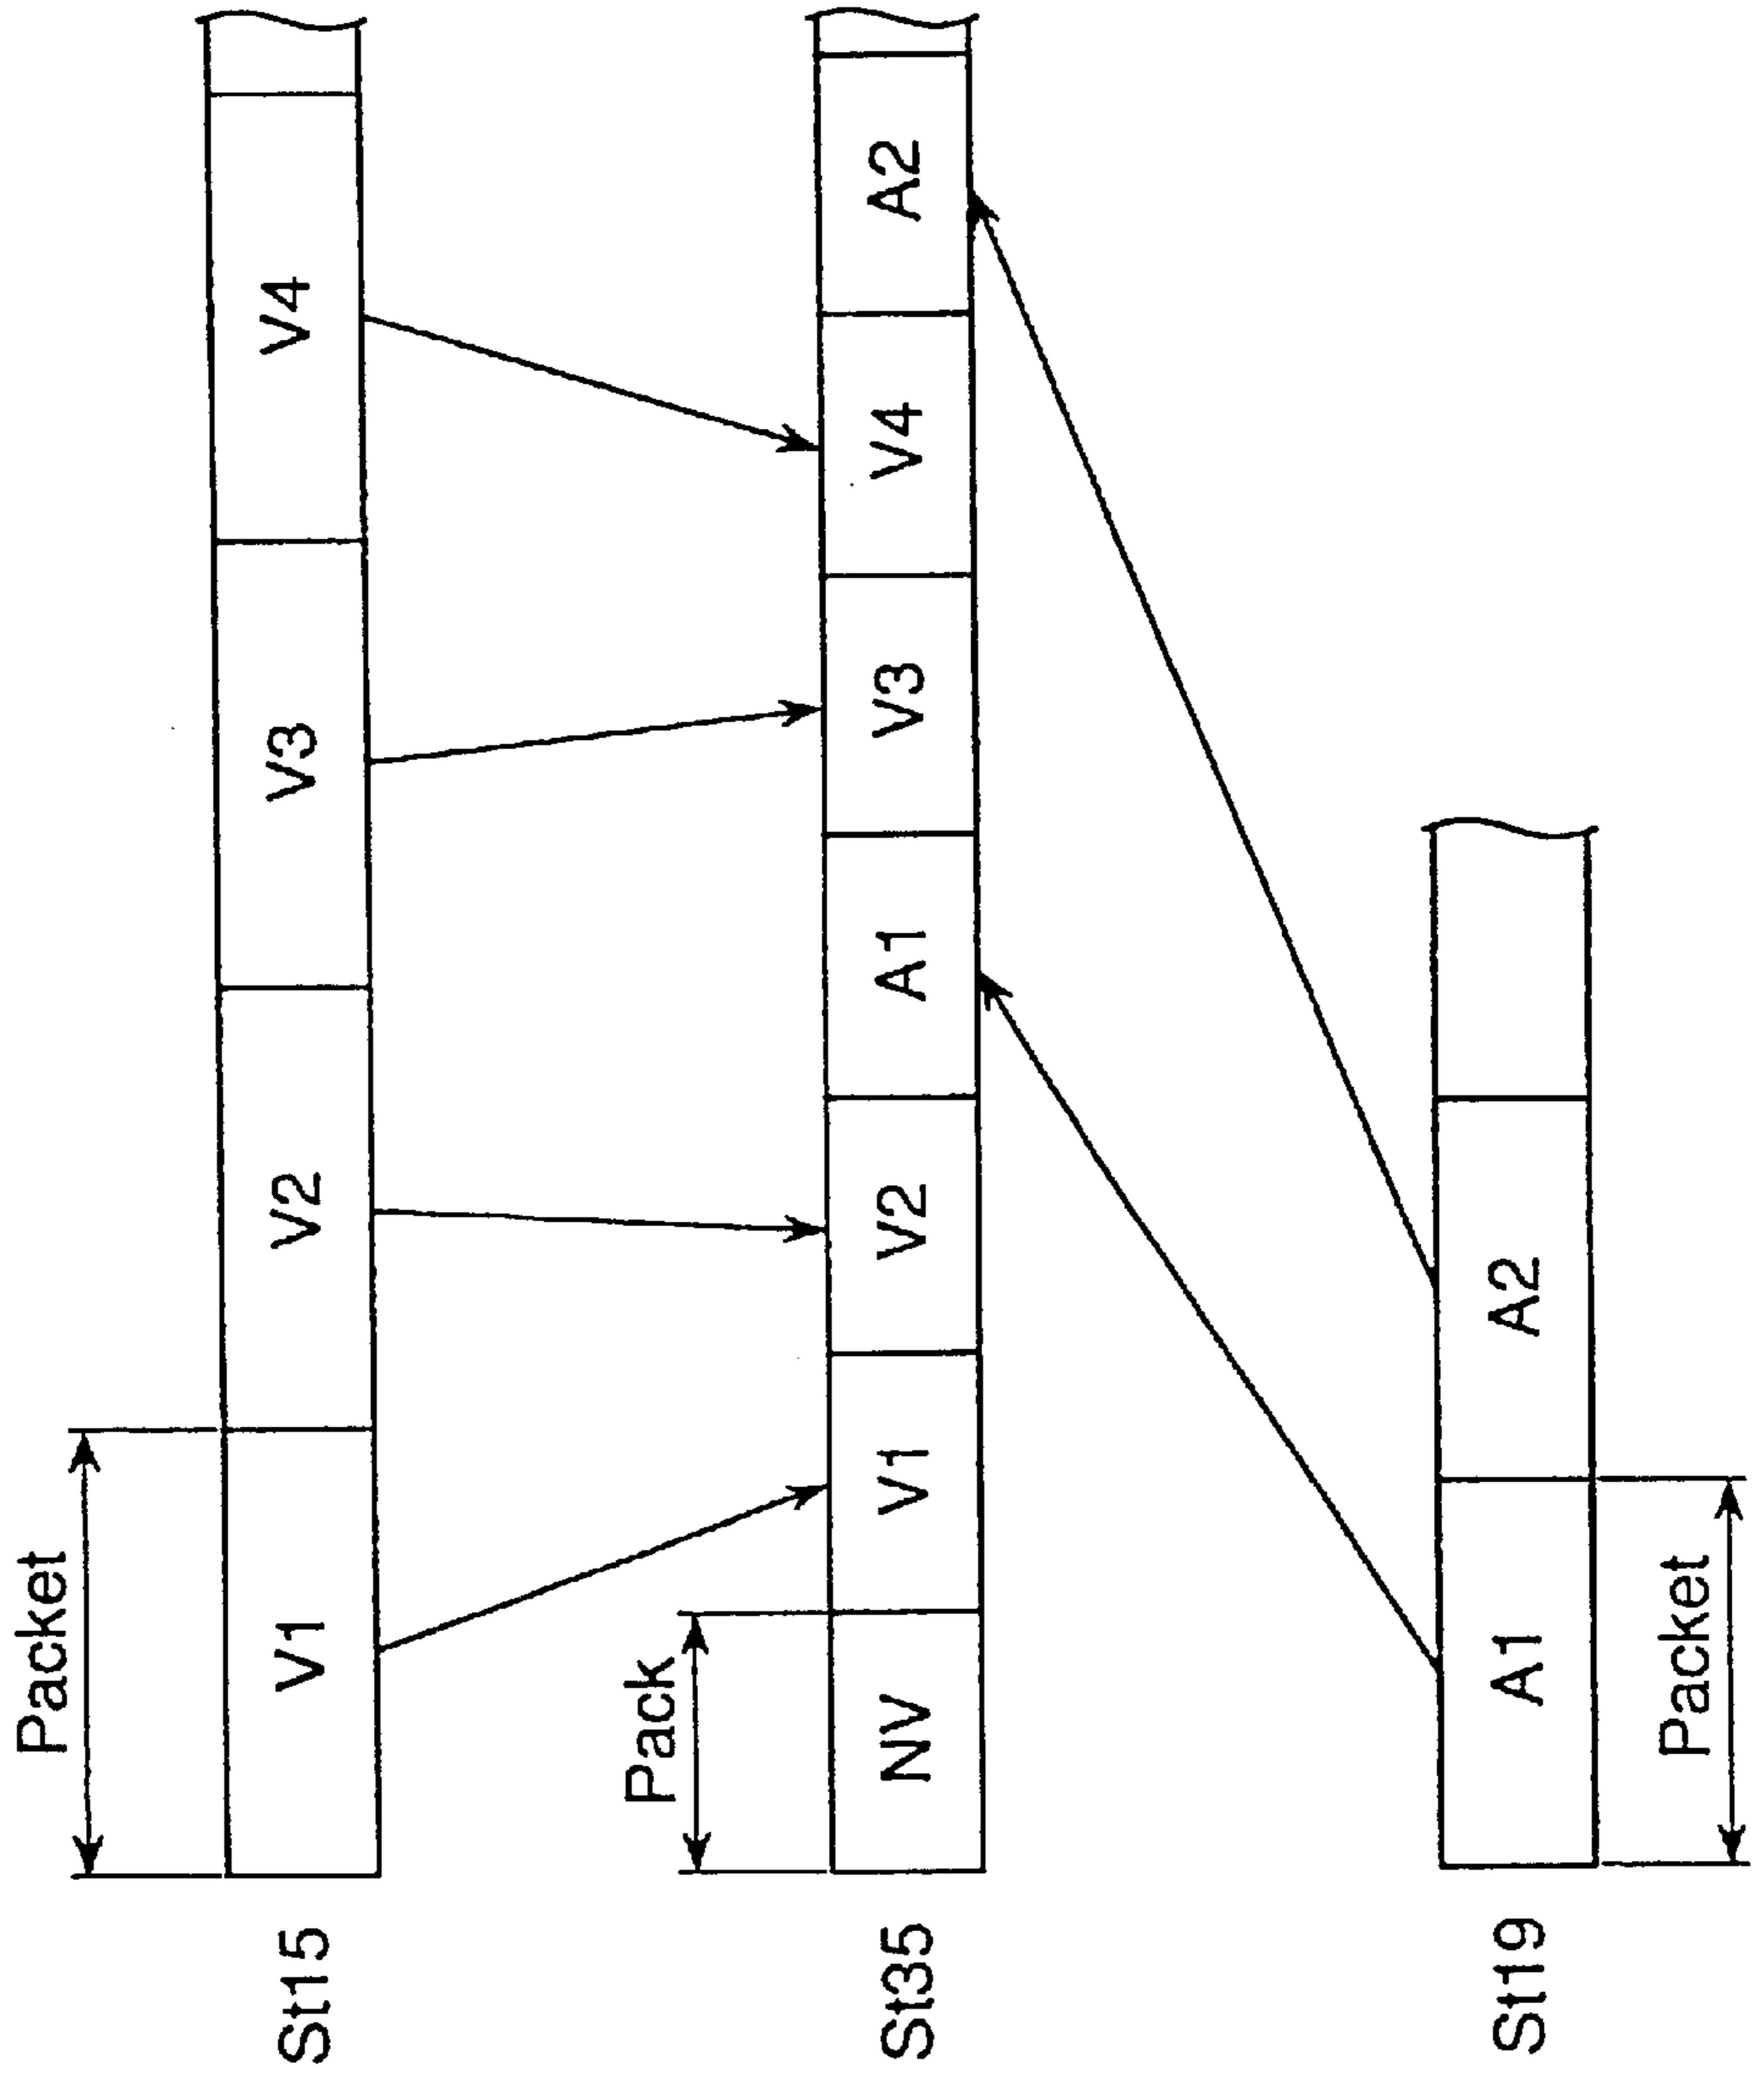 Packet
St15 V1 V2 V3 V4
Pack
St35 NV V1 V2 A1 V3 V4 A2
St19 A1 A2
Packet